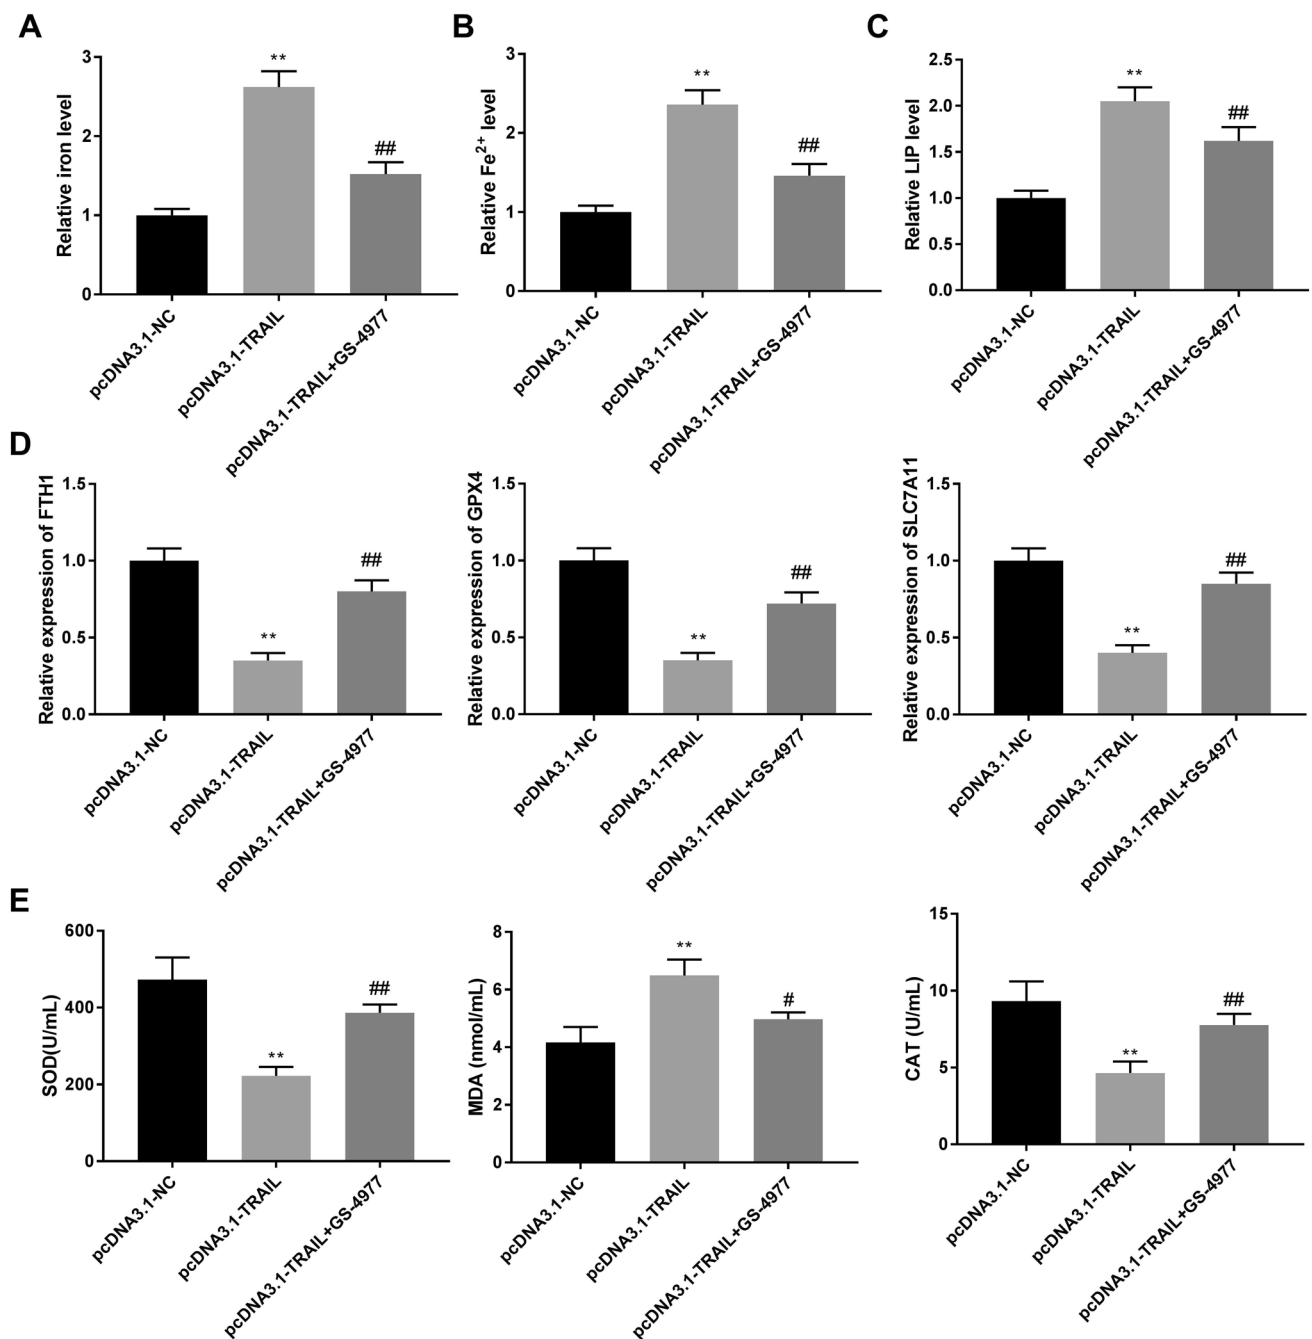 A
Relative iron level
3
2
1
0
**
##
pcDNA3.1-NC
pcDNA3.1-TRAIL
pcDNA3.1-TRAIL+GS-4977
B
Relative Fe²⁺ level
3
2
1
0
**
##
pcDNA3.1-NC
pcDNA3.1-TRAIL
pcDNA3.1-TRAIL+GS-4977
C
Relative LIP level
2.5
2.0
1.5
1.0
0.5
0.0
**
##
pcDNA3.1-NC
pcDNA3.1-TRAIL
pcDNA3.1-TRAIL+GS-4977
D
Relative expression of FTH1
1.5
1.0
0.5
0.0
**
##
pcDNA3.1-NC
pcDNA3.1-TRAIL
pcDNA3.1-TRAIL+GS-4977
Relative expression of GPX4
1.5
1.0
0.5
0.0
**
##
pcDNA3.1-NC
pcDNA3.1-TRAIL
pcDNA3.1-TRAIL+GS-4977
Relative expression of SLC7A11
1.5
1.0
0.5
0.0
**
##
pcDNA3.1-NC
pcDNA3.1-TRAIL
pcDNA3.1-TRAIL+GS-4977
E
SOD(U/mL)
600
400
200
0
**
##
pcDNA3.1-NC
pcDNA3.1-TRAIL
pcDNA3.1-TRAIL+GS-4977
MDA (nmol/mL)
8
6
4
2
0
**
#
pcDNA3.1-NC
pcDNA3.1-TRAIL
pcDNA3.1-TRAIL+GS-4977
CAT (U/mL)
15
10
5
0
**
##
pcDNA3.1-NC
pcDNA3.1-TRAIL
pcDNA3.1-TRAIL+GS-4977